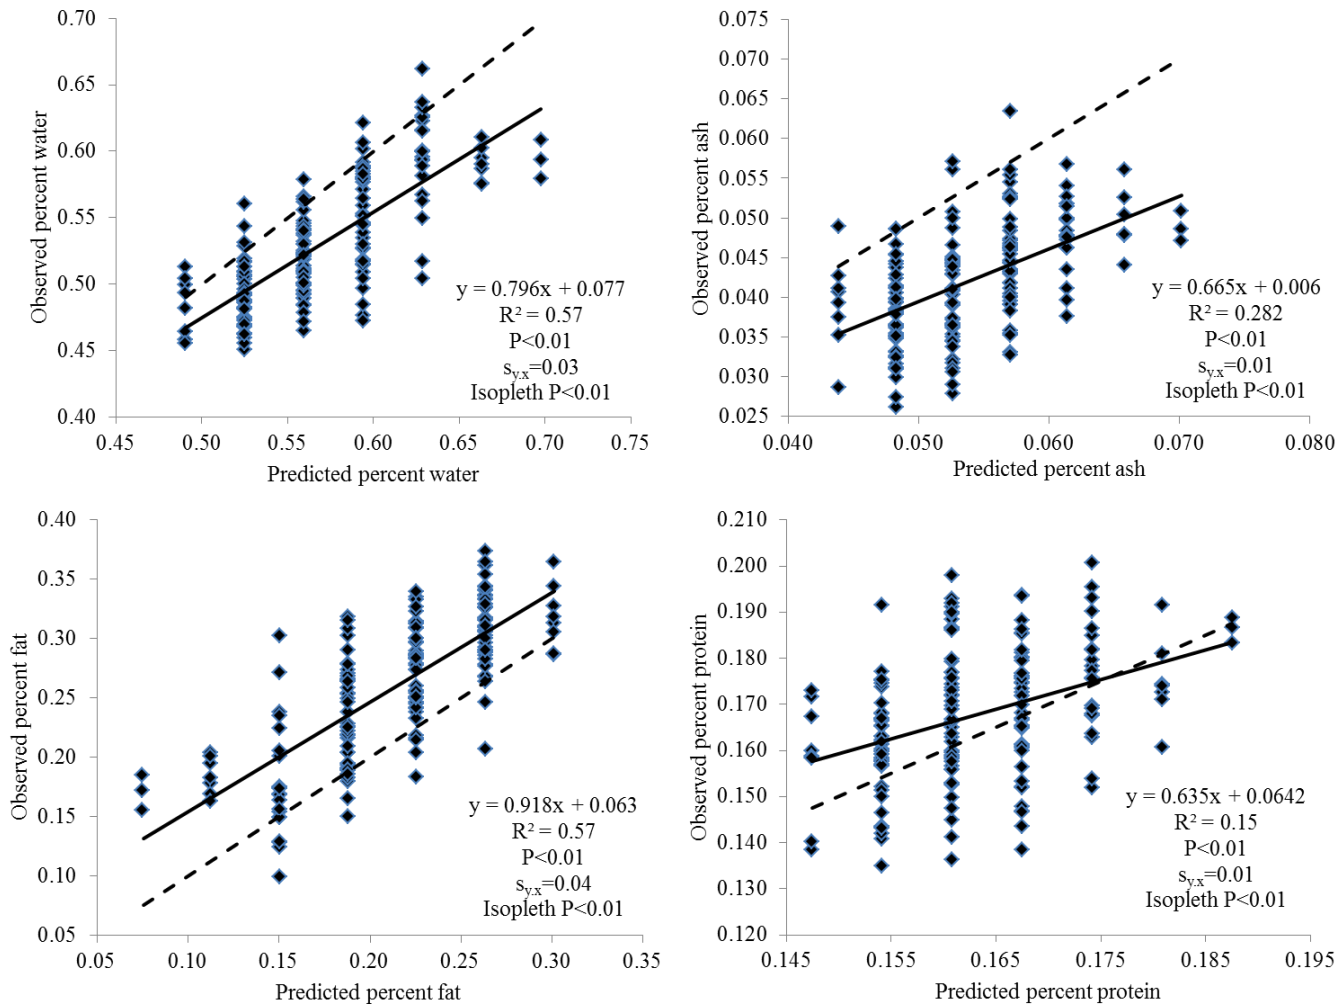 0.70
0.65
0.60
0.55
0.50
0.45
0.40
Observed percent water
y = 0.796x + 0.077
R² = 0.57
P<0.01
sy.x=0.03
Isopleth P<0.01
0.45 0.50 0.55 0.60 0.65 0.70 0.75
Predicted percent water
0.075
0.070
0.065
0.060
0.055
0.050
0.045
0.040
0.035
0.030
0.025
Observed percent ash
y = 0.665x + 0.006
R² = 0.282
P<0.01
sy.x=0.01
Isopleth P<0.01
0.040 0.050 0.060 0.070 0.080
Predicted percent ash
0.40
0.35
0.30
0.25
0.20
0.15
0.10
0.05
Observed percent fat
y = 0.918x + 0.063
R² = 0.57
P<0.01
sy.x=0.04
Isopleth P<0.01
0.05 0.10 0.15 0.20 0.25 0.30 0.35
Predicted percent fat
0.210
0.200
0.190
0.180
0.170
0.160
0.150
0.140
0.130
0.120
Observed percent protein
y = 0.635x + 0.0642
R² = 0.15
P<0.01
sy.x=0.01
Isopleth P<0.01
0.145 0.155 0.165 0.175 0.185 0.195
Predicted percent protein